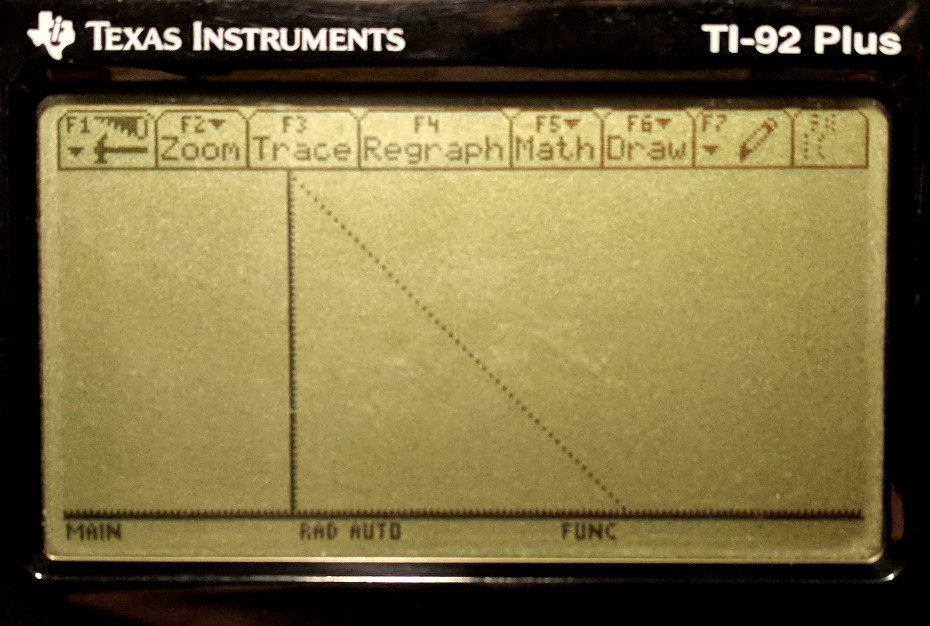 TEXAS INSTRUMENTS
TI-92 Plus
F1 F2 F3 F4 F5 F6 F7
Zoom Trace Regraph Math Draw
MAIN RAD AUTO FUNC